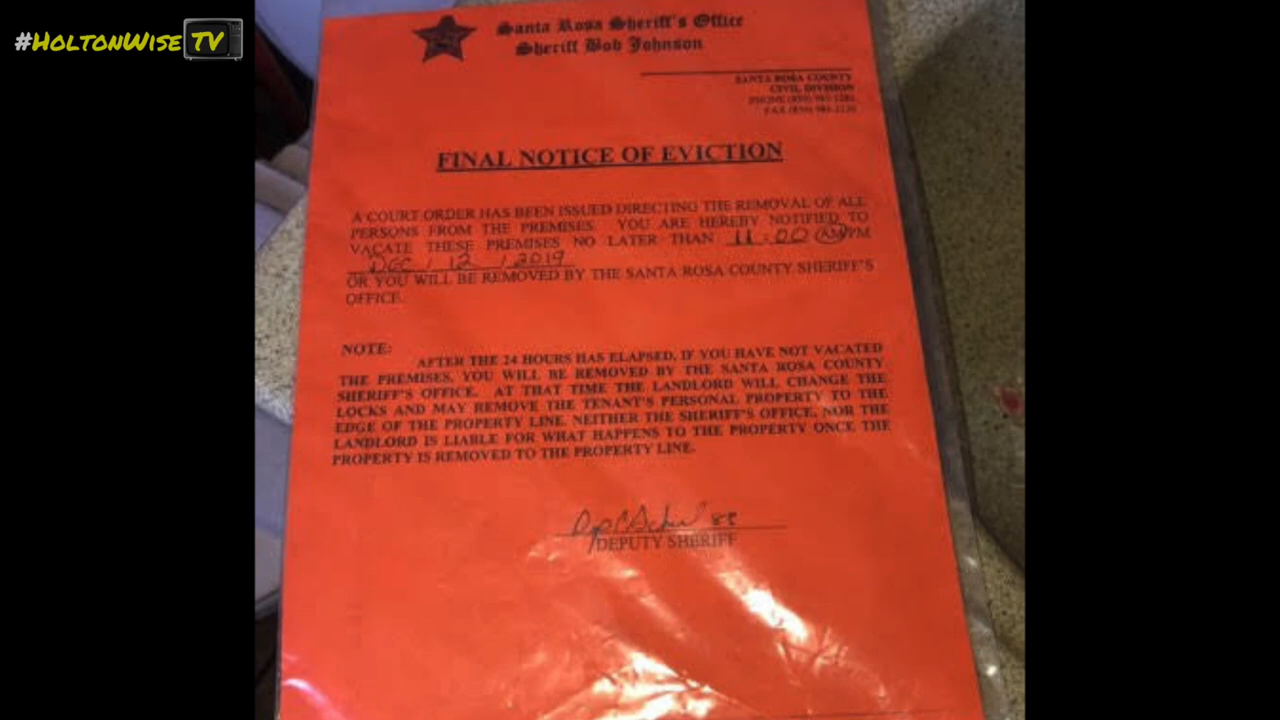 #HoltonWise TV
Santa Rosa Sheriff's Office
Sheriff Bob Johnson
SANTA ROSA COUNTY
CIVIL DIVISION
PHONE (850)
FAX (850)
FINAL NOTICE OF EVICTION
A COURT ORDER HAS BEEN ISSUED DIRECTING THE REMOVAL OF ALL
PERSONS FROM THE PREMISES. YOU ARE HEREBY NOTIFIED TO
VACATE THESE PREMISES NO LATER THAN 11:00 AM/PM
DEC / 12 / 2019
OR YOU WILL BE REMOVED BY THE SANTA ROSA COUNTY SHERIFF'S
OFFICE.
NOTE:
AFTER THE 24 HOURS HAS ELAPSED, IF YOU HAVE NOT VACATED
THE PREMISES, YOU WILL BE REMOVED BY THE SANTA ROSA COUNTY
SHERIFF'S OFFICE. AT THAT TIME THE LANDLORD WILL CHANGE THE
LOCKS AND MAY REMOVE THE TENANT'S PERSONAL PROPERTY TO THE
EDGE OF THE PROPERTY LINE. NEITHER THE SHERIFF'S OFFICE, NOR THE
LANDLORD IS LIABLE FOR WHAT HAPPENS TO THE PROPERTY ONCE THE
PROPERTY IS REMOVED TO THE PROPERTY LINE.
88
DEPUTY SHERIFF